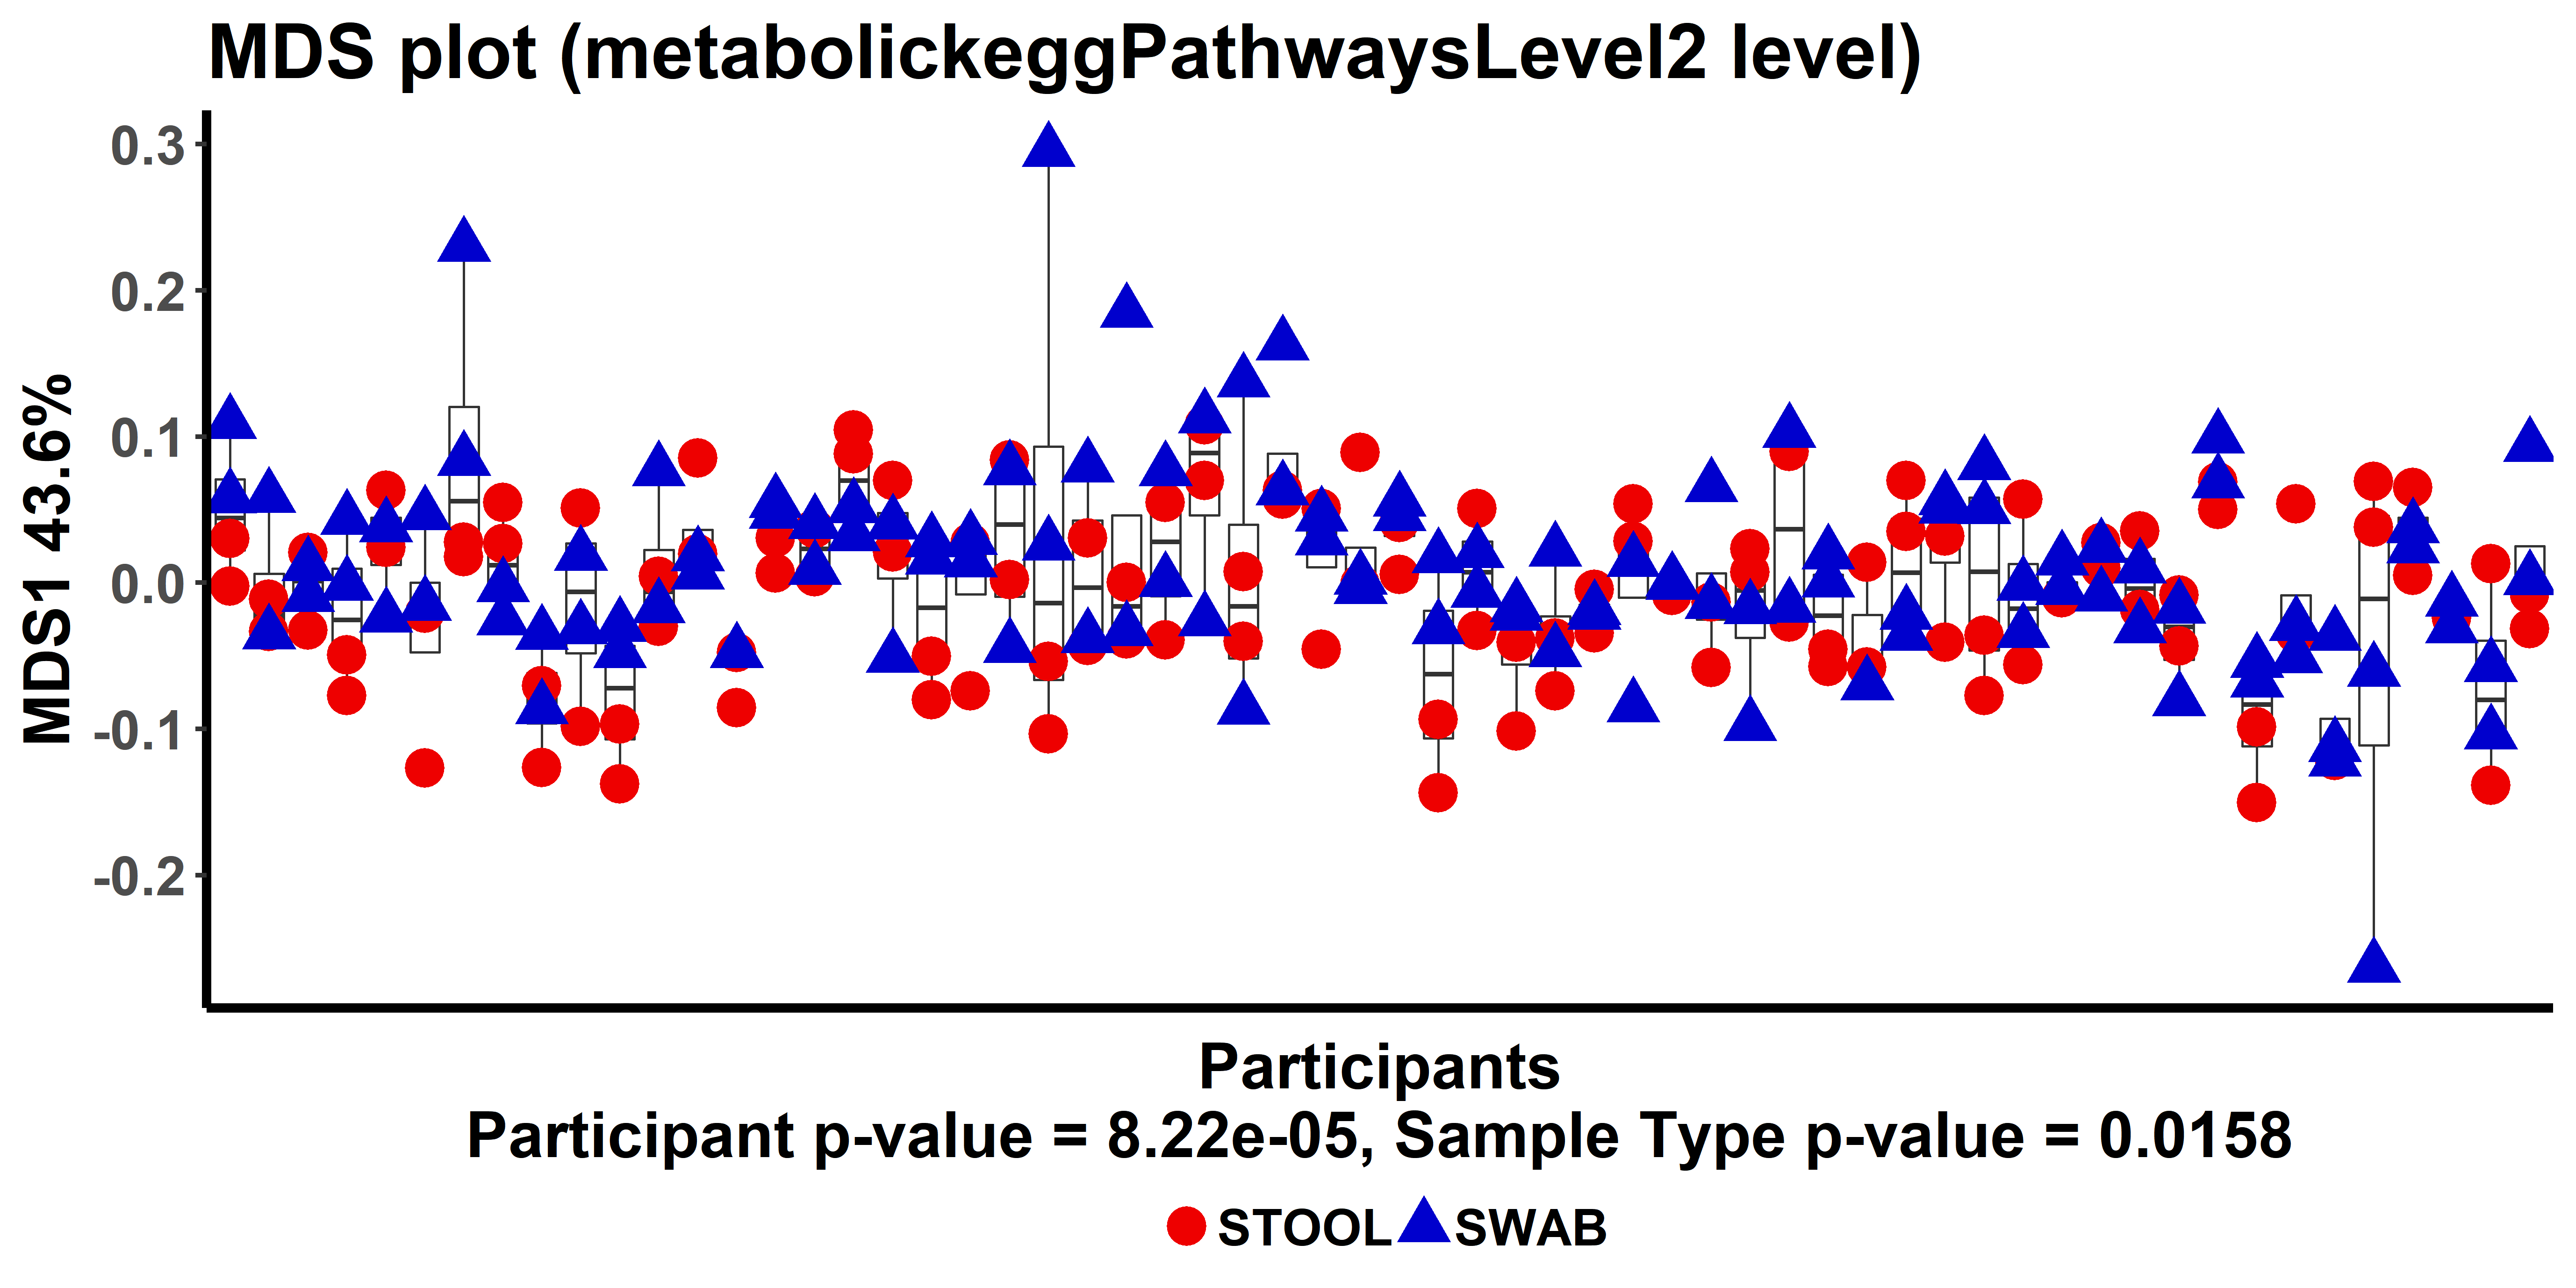 MDS plot (metabolickeggPathwaysLevel2 level)
MDS1 43.6%
0.3
0.2
0.1
0.0
-0.1
-0.2
Participants
Participant p-value = 8.22e-05, Sample Type p-value = 0.0158
STOOL SWAB